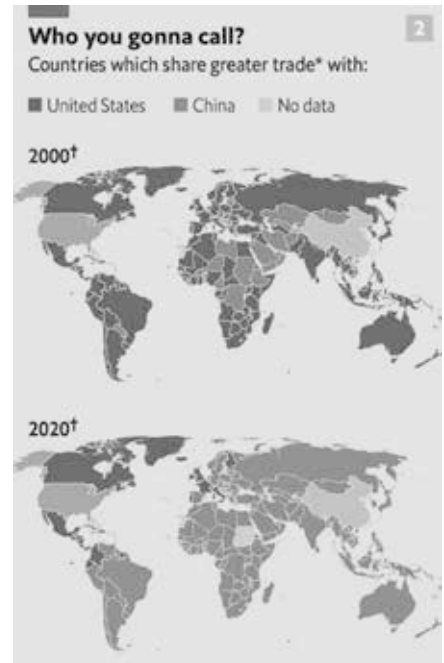 Who you gonna call?
2
Countries which share greater trade* with:
United States China No data
2000†
2020†